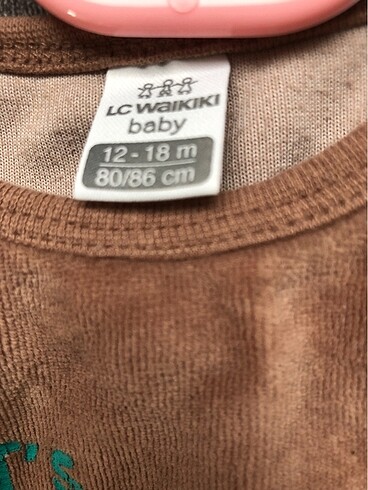 LC WAIKIKI
baby
12 - 18 m
80/86 cm
's